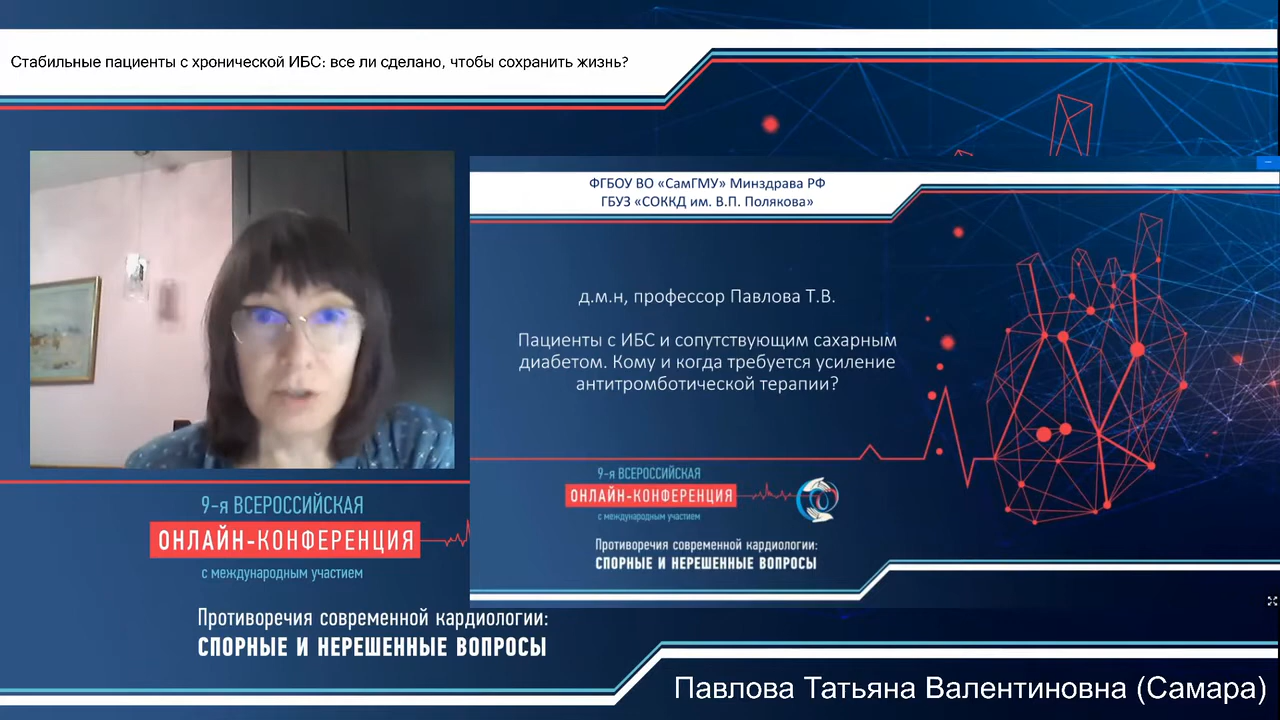 Стабильные пациенты с хронической ИБС: все ли сделано, чтобы сохранить жизнь?
ФГБОУ ВО «СамГМУ» Минздрава РФ
ГБУЗ «СОККД им. В.П. Полякова»
д.м.н, профессор Павлова Т.В.
Пациенты с ИБС и сопутствующим сахарным
диабетом. Кому и когда требуется усиление
антитромботической терапии?
9-я ВСЕРОССИЙСКАЯ
ОНЛАЙН-КОНФЕРЕНЦИЯ
с международным участием
Противоречия современной кардиологии:
СПОРНЫЕ И НЕРЕШЕННЫЕ ВОПРОСЫ
9-я ВСЕРОССИЙСКАЯ
ОНЛАЙН-КОНФЕРЕНЦИЯ
с международным участием
Противоречия современной кардиологии:
СПОРНЫЕ И НЕРЕШЕННЫЕ ВОПРОСЫ
Павлова Татьяна Валентиновна (Самара)